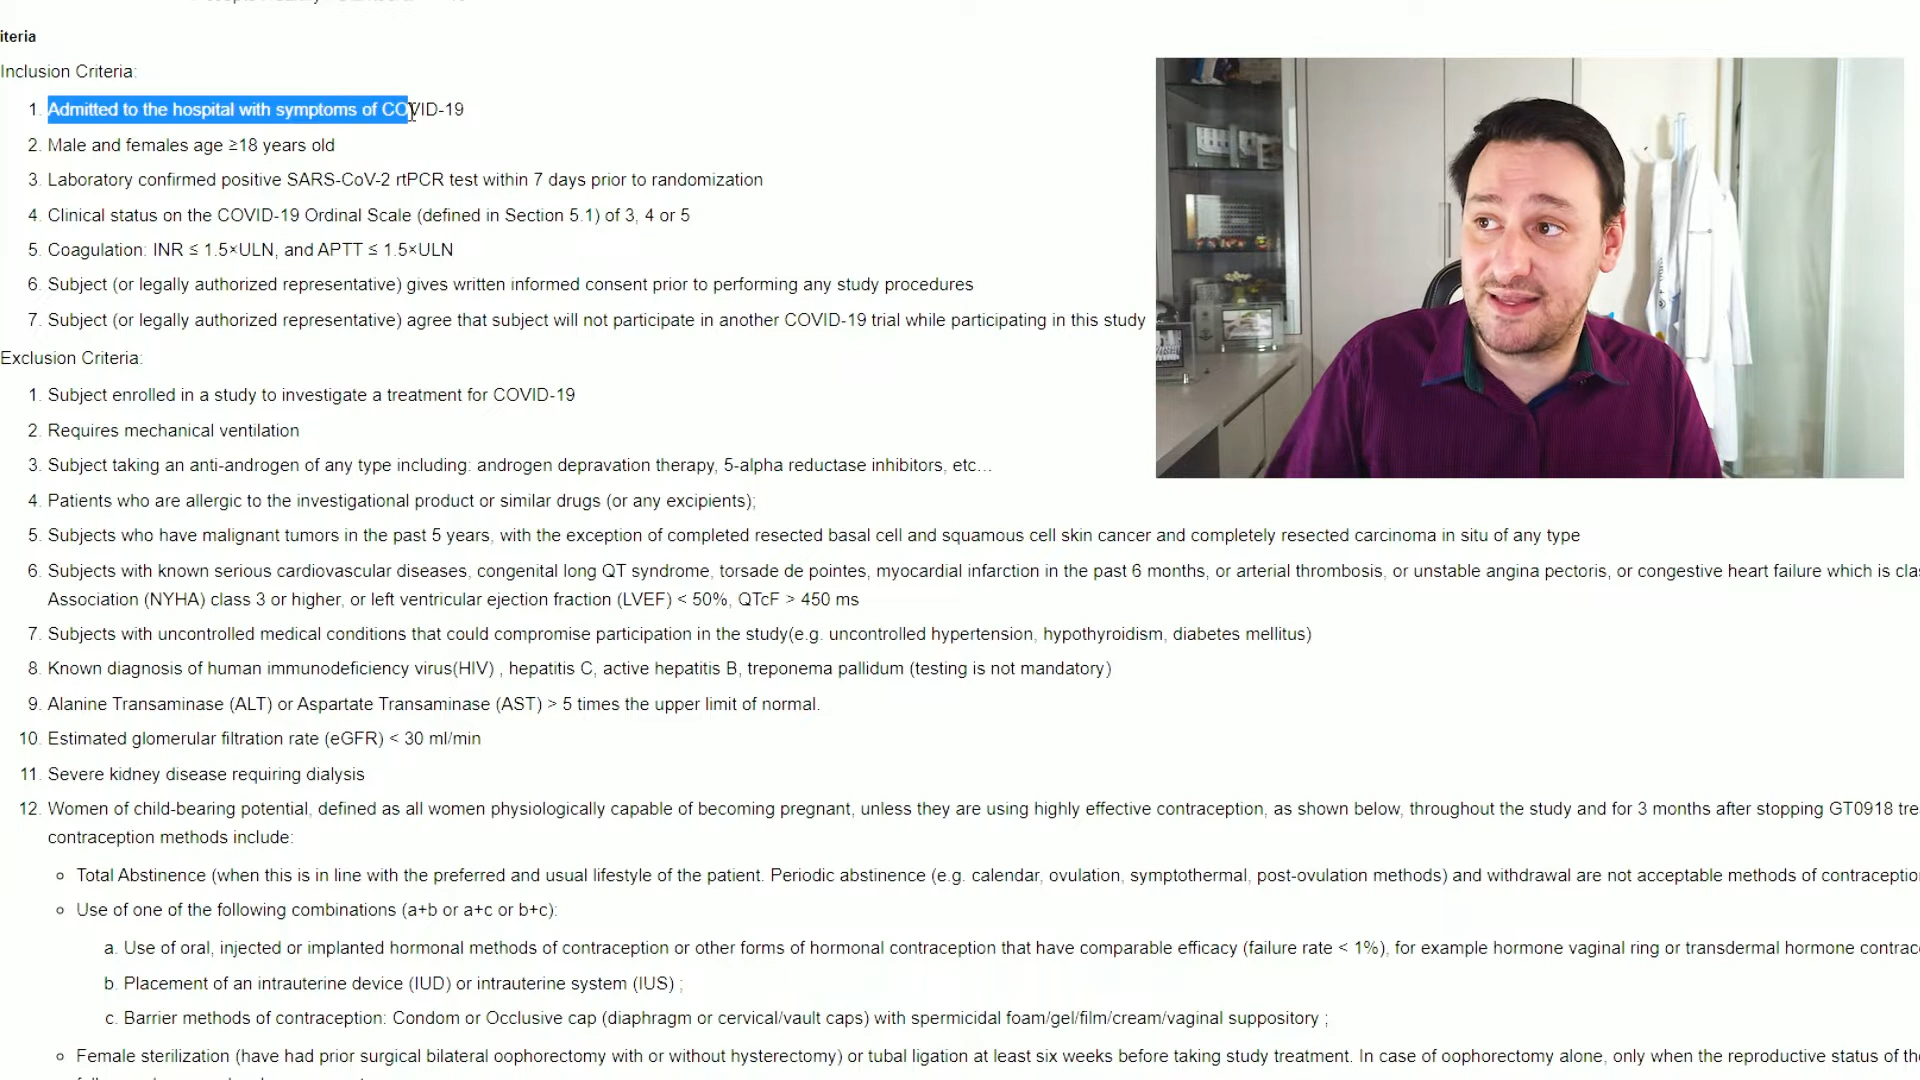 iteria
Inclusion Criteria:
1. Admitted to the hospital with symptoms of COVID-19
2. Male and females age ≥18 years old
3. Laboratory confirmed positive SARS-CoV-2 rtPCR test within 7 days prior to randomization
4. Clinical status on the COVID-19 Ordinal Scale (defined in Section 5.1) of 3, 4 or 5
5. Coagulation: INR ≤ 1.5×ULN, and APTT ≤ 1.5×ULN
6. Subject (or legally authorized representative) gives written informed consent prior to performing any study procedures
7. Subject (or legally authorized representative) agree that subject will not participate in another COVID-19 trial while participating in this study
Exclusion Criteria:
1. Subject enrolled in a study to investigate a treatment for COVID-19
2. Requires mechanical ventilation
3. Subject taking an anti-androgen of any type including: androgen depravation therapy, 5-alpha reductase inhibitors, etc...
4. Patients who are allergic to the investigational product or similar drugs (or any excipients);
5. Subjects who have malignant tumors in the past 5 years, with the exception of completed resected basal cell and squamous cell skin cancer and completely resected carcinoma in situ of any type
6. Subjects with known serious cardiovascular diseases, congenital long QT syndrome, torsade de pointes, myocardial infarction in the past 6 months, or arterial thrombosis, or unstable angina pectoris, or congestive heart failure which is cla
Association (NYHA) class 3 or higher, or left ventricular ejection fraction (LVEF) < 50%, QTcF > 450 ms
7. Subjects with uncontrolled medical conditions that could compromise participation in the study(e.g. uncontrolled hypertension, hypothyroidism, diabetes mellitus)
8. Known diagnosis of human immunodeficiency virus(HIV) , hepatitis C, active hepatitis B, treponema pallidum (testing is not mandatory)
9. Alanine Transaminase (ALT) or Aspartate Transaminase (AST) > 5 times the upper limit of normal.
10. Estimated glomerular filtration rate (eGFR) < 30 ml/min
11. Severe kidney disease requiring dialysis
12. Women of child-bearing potential, defined as all women physiologically capable of becoming pregnant, unless they are using highly effective contraception, as shown below, throughout the study and for 3 months after stopping GT0918 tre
contraception methods include:
Total Abstinence (when this is in line with the preferred and usual lifestyle of the patient. Periodic abstinence (e.g. calendar, ovulation, symptothermal, post-ovulation methods) and withdrawal are not acceptable methods of contraceptio
Use of one of the following combinations (a+b or a+c or b+c):
a. Use of oral, injected or implanted hormonal methods of contraception or other forms of hormonal contraception that have comparable efficacy (failure rate < 1%), for example hormone vaginal ring or transdermal hormone contrac
b. Placement of an intrauterine device (IUD) or intrauterine system (IUS) ;
c. Barrier methods of contraception: Condom or Occlusive cap (diaphragm or cervical/vault caps) with spermicidal foam/gel/film/cream/vaginal suppository ;
Female sterilization (have had prior surgical bilateral oophorectomy with or without hysterectomy) or tubal ligation at least six weeks before taking study treatment. In case of oophorectomy alone, only when the reproductive status of th